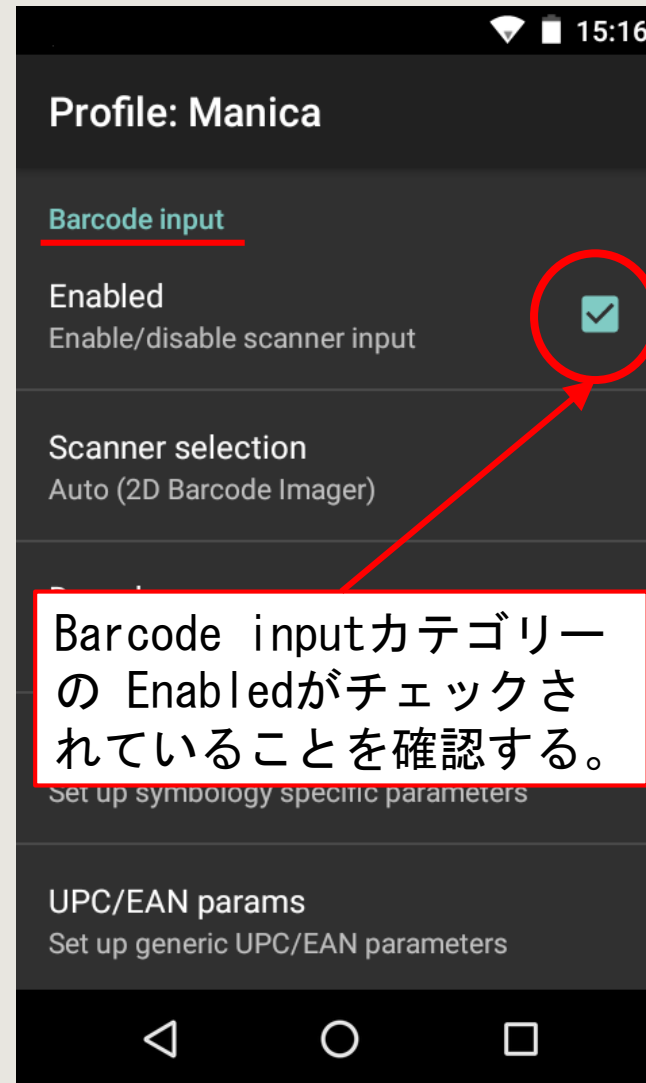 15:16
Profile: Manica
Barcode input
Enabled
Enable/disable scanner input
Scanner selection
Auto (2D Barcode Imager)
Barcode inputカテゴリー
の Enabledがチェックさ
れていることを確認する。
Set up symbology specific parameters
UPC/EAN params
Set up generic UPC/EAN parameters